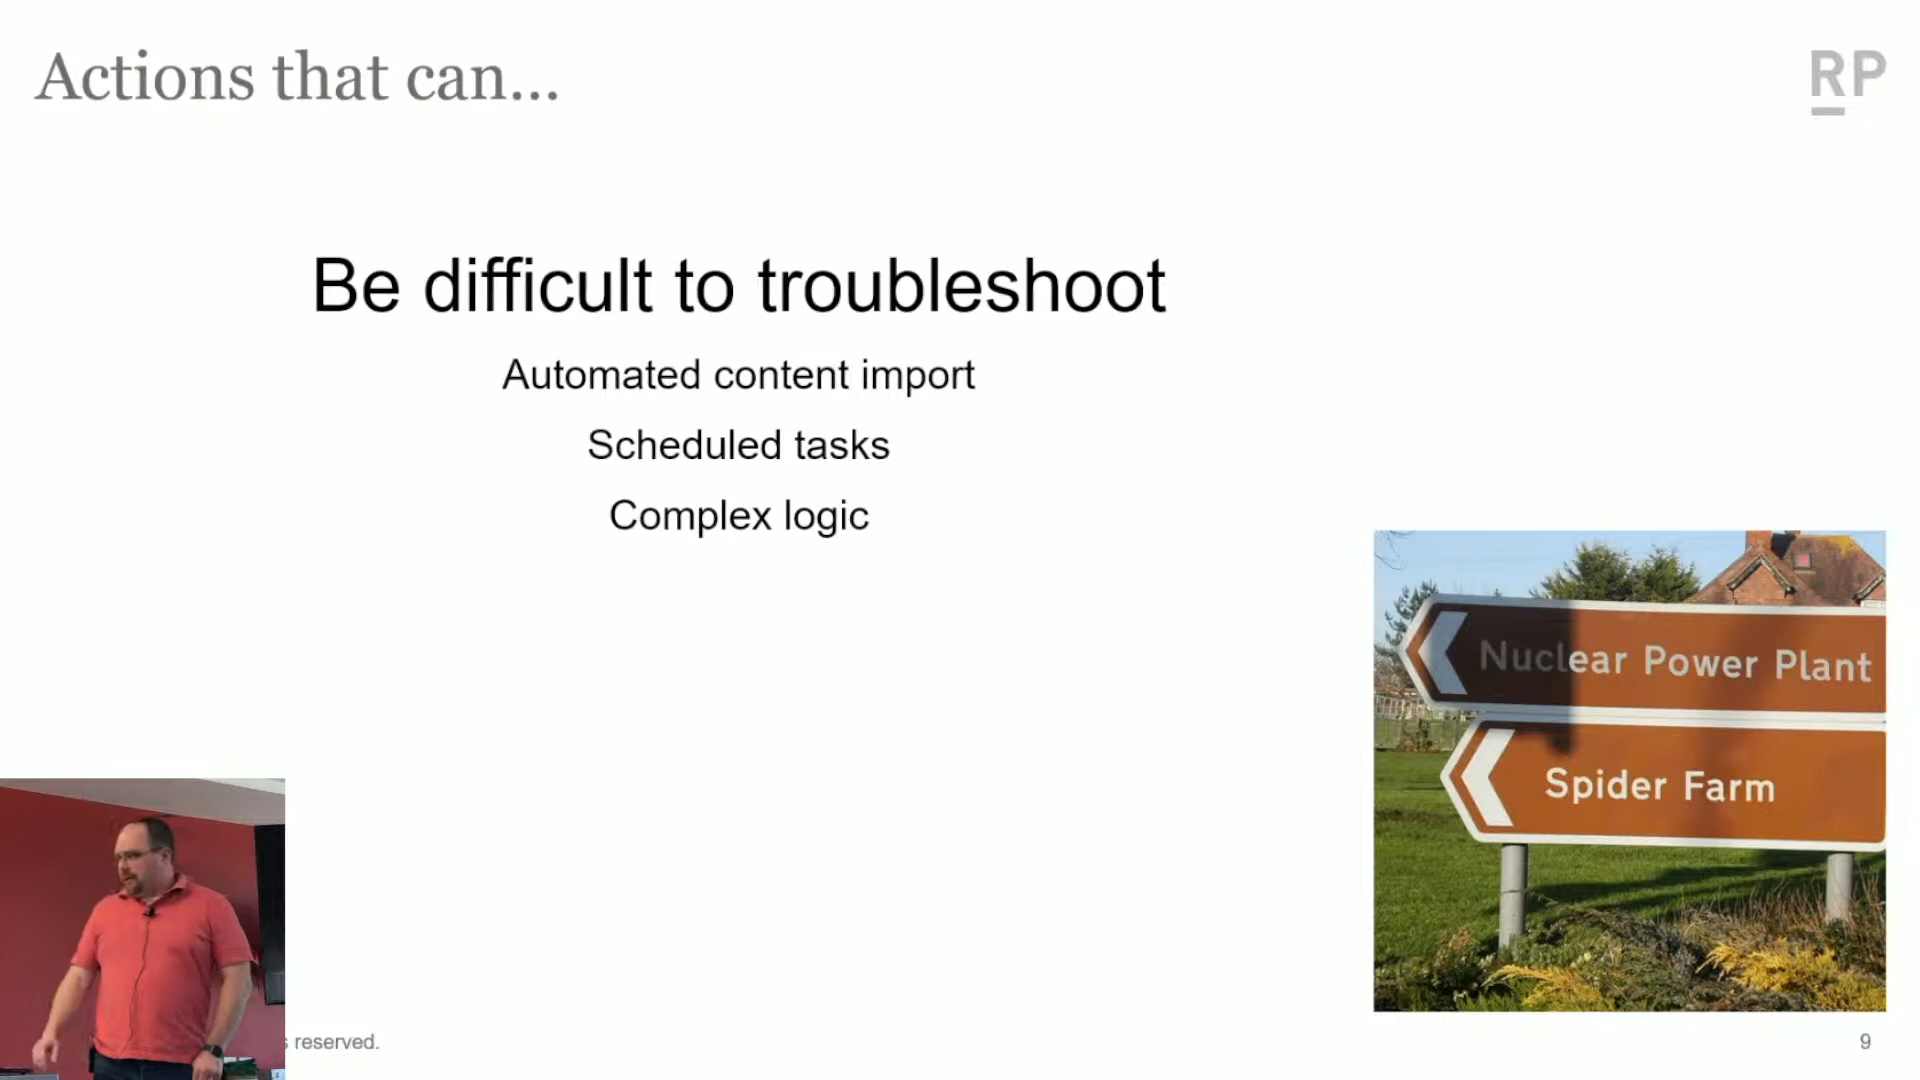 Actions that can...
RP
Be difficult to troubleshoot
Automated content import
Scheduled tasks
Complex logic
Nuclear Power Plant
Spider Farm
reserved.
9